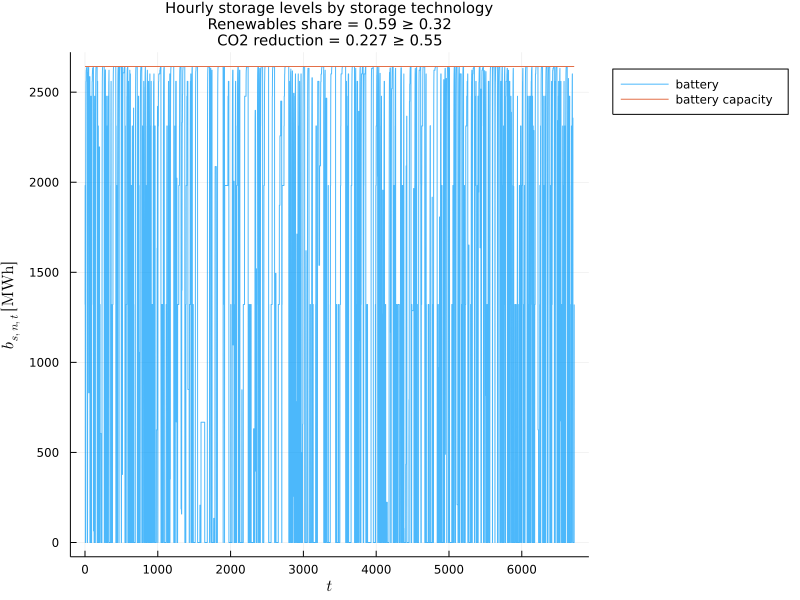 Hourly storage levels by storage technology
Renewables share = 0.59 ≥ 0.32
CO2 reduction = 0.227 ≥ 0.55
battery
battery capacity
2500
2000
1500
1000
500
0
b_{s, n, t} [MWh]
0 1000 2000 3000 4000 5000 6000
t